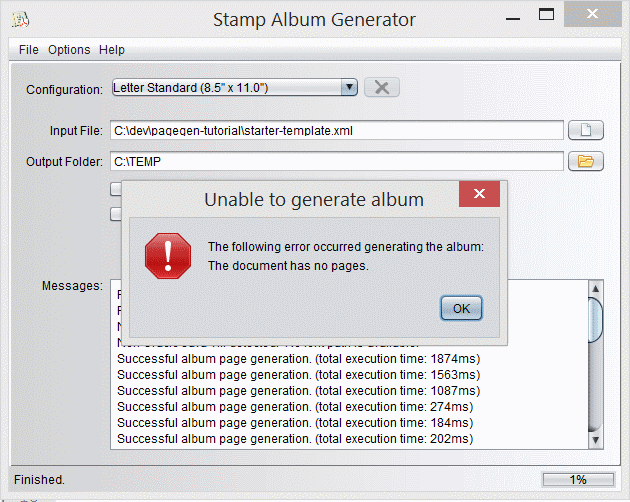 Stamp Album Generator
File Options Help
Configuration: Letter Standard (8.5" x 11.0")
Input File: C:\dev\pagegen-tutorial\starter-template.xml
Output Folder: C:\TEMP
Unable to generate album
The following error occurred generating the album:
The document has no pages.
OK
Messages:
Successful album page generation. (total execution time: 1874ms)
Successful album page generation. (total execution time: 1563ms)
Successful album page generation. (total execution time: 1087ms)
Successful album page generation. (total execution time: 274ms)
Successful album page generation. (total execution time: 184ms)
Successful album page generation. (total execution time: 202ms)
Finished. 1%